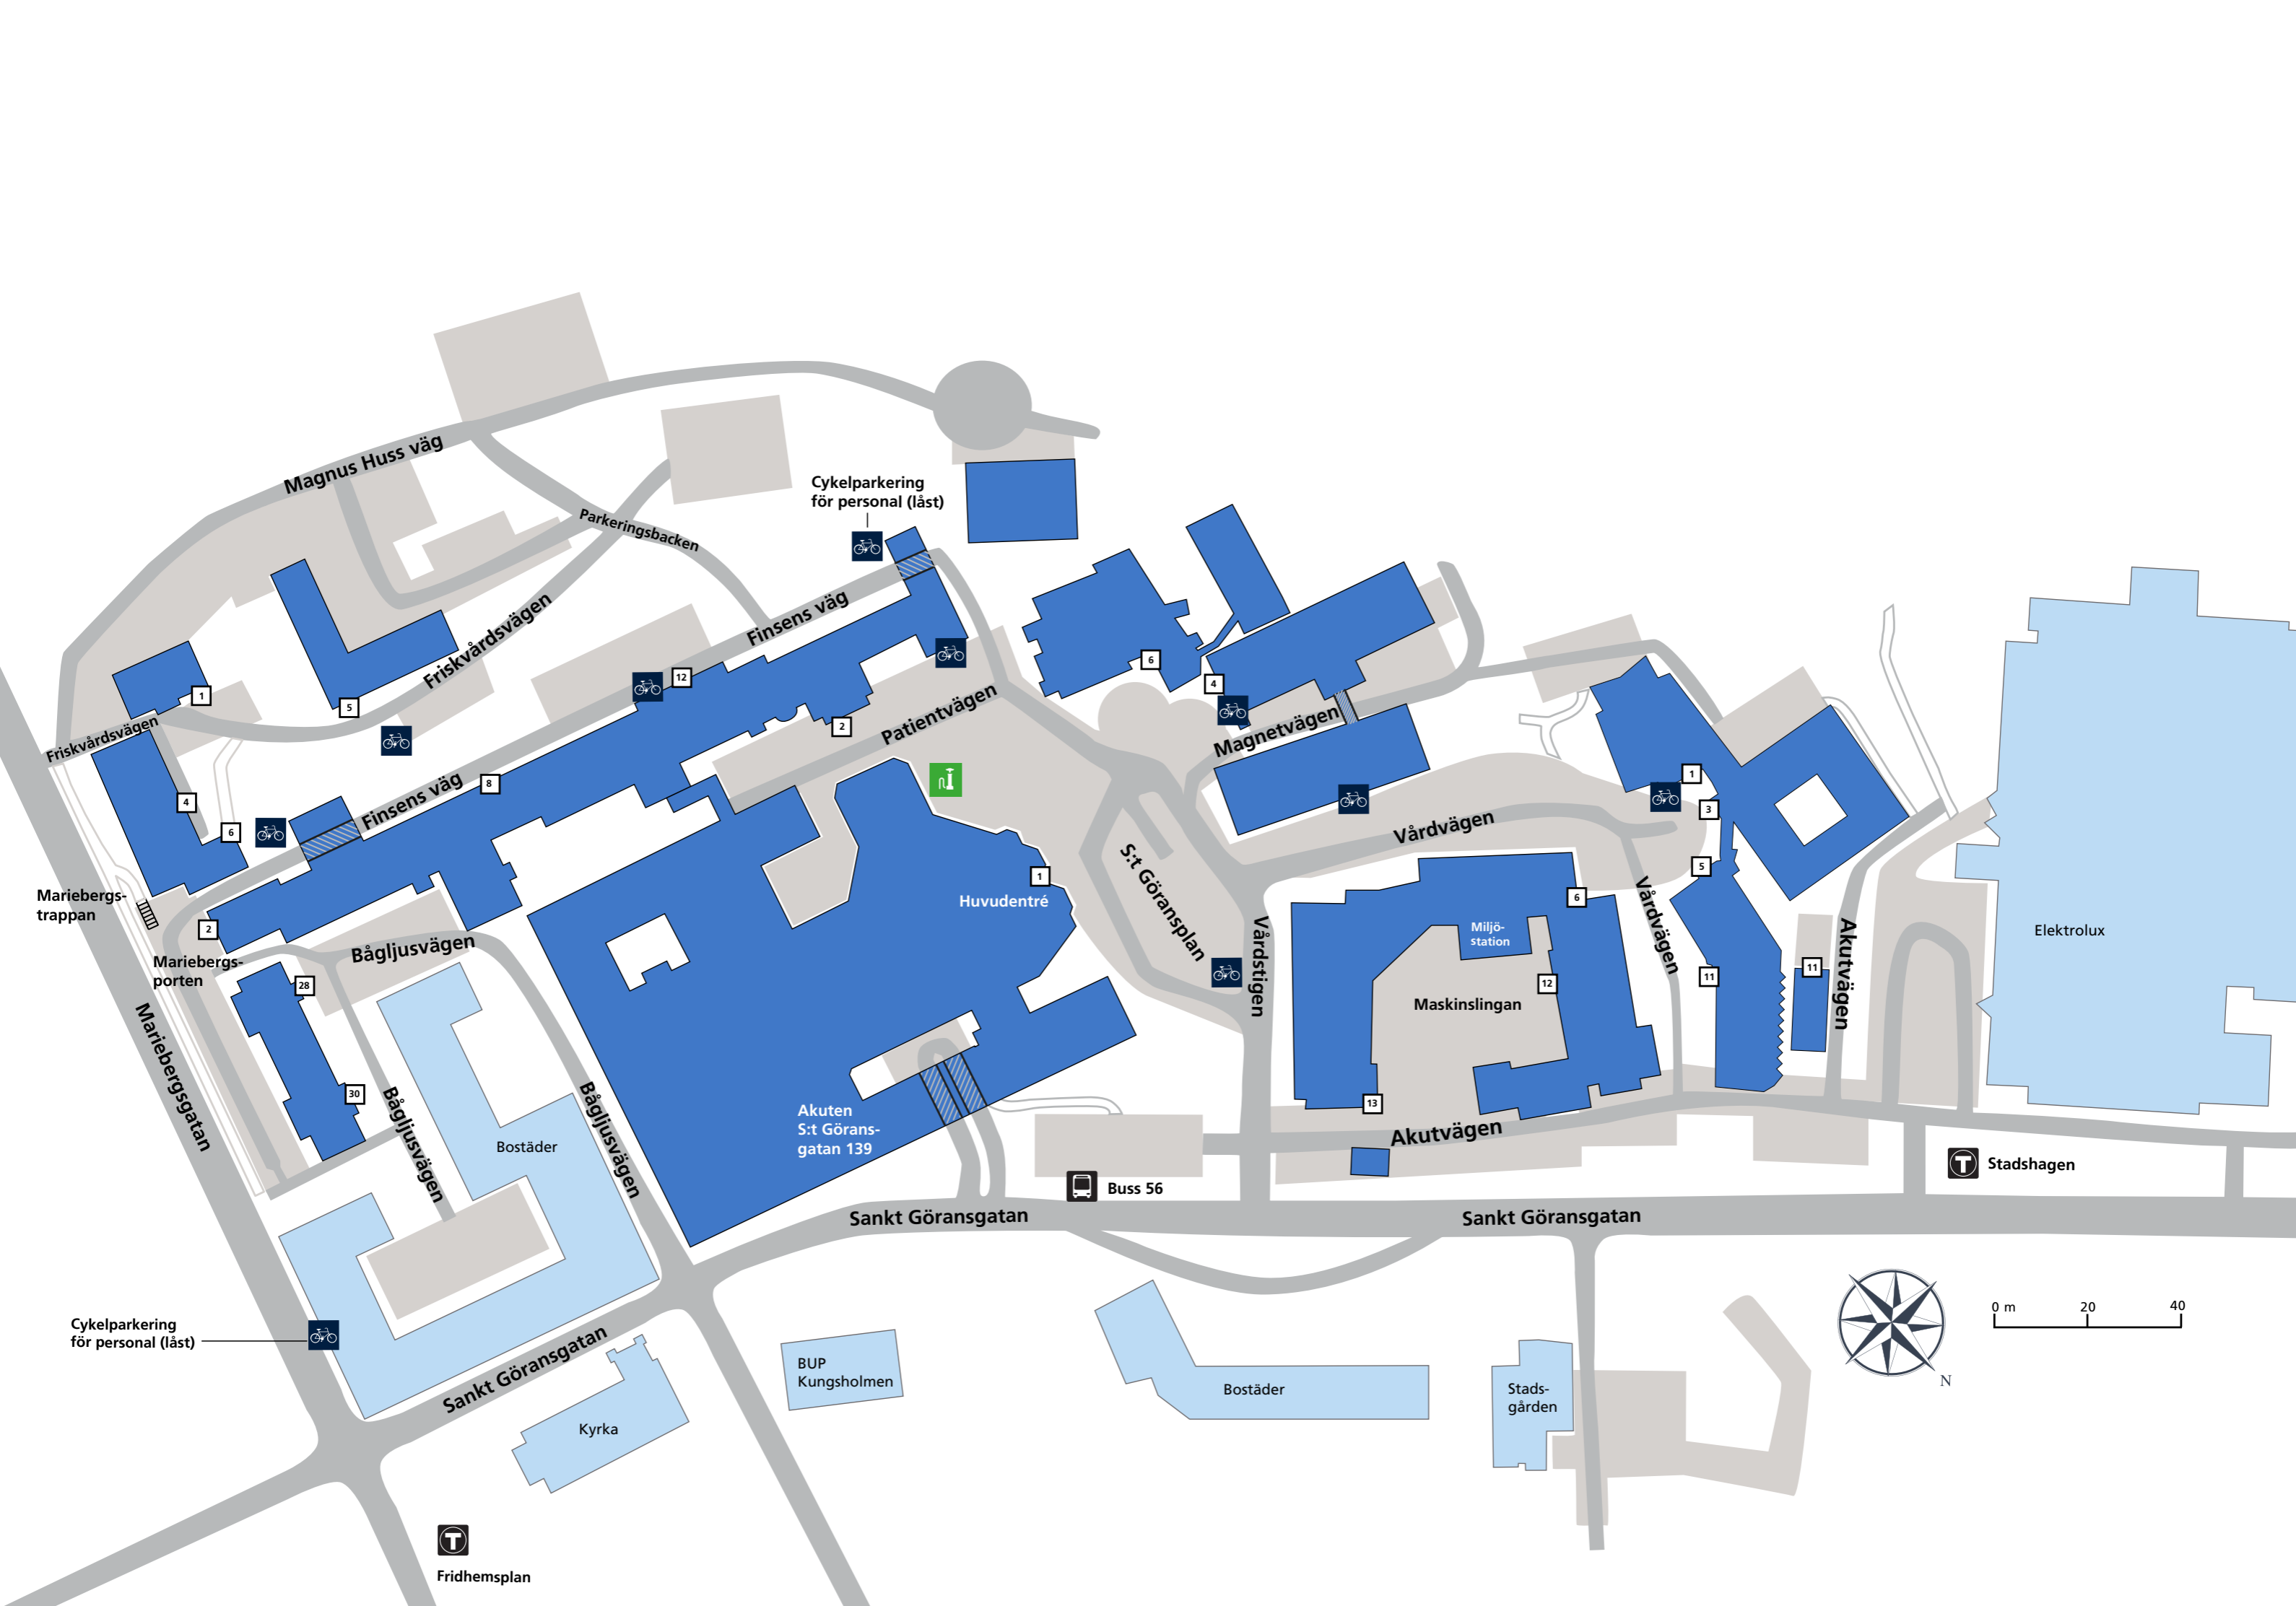 Magnus Huss väg
Parkeringsbacken
Cykelparkering
för personal (låst)
Friskvårdsvägen
Finsens väg
1
5
12
6
4
Friskvårdsvägen
2
Patientvägen
Magnetvägen
4
8
Finsens väg
6
1
3
Vårdvägen
5
S:t Göransplan
1
Huvudentré
Mariebergs-
trappan
2
Bågljusvägen
Mariebergs-
porten
28
Vårdstigen
6
Miljö-
station
Vårdvägen
12
11
11
Akutvägen
Elektrolux
Maskinslingan
Mariebergsgatan
30
Bågljusvägen
Bågljusvägen
Bostäder
Akuten
S:t Görans-
gatan 139
13
Akutvägen
Buss 56
T
Stadshagen
Sankt Göransgatan
Sankt Göransgatan
Cykelparkering
för personal (låst)
Sankt Göransgatan
BUP
Kungsholmen
Bostäder
Stads-
gården
0 m
20
40
N
Kyrka
T
Fridhemsplan